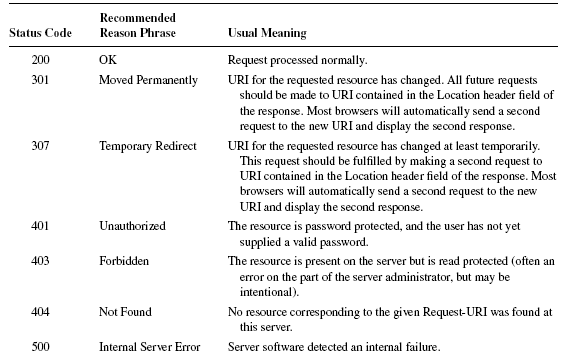 Recommended
Status Code Reason Phrase Usual Meaning
200 OK Request processed normally.
301 Moved Permanently URI for the requested resource has changed. All future requests
should be made to URI contained in the Location header field of
the response. Most browsers will automatically send a second
request to the new URI and display the second response.
307 Temporary Redirect URI for the requested resource has changed at least temporarily.
This request should be fulfilled by making a second request to
URI contained in the Location header field of the response. Most
browsers will automatically send a second request to the new
URI and display the second response.
401 Unauthorized The resource is password protected, and the user has not yet
supplied a valid password.
403 Forbidden The resource is present on the server but is read protected (often an
error on the part of the server administrator, but may be
intentional).
404 Not Found No resource corresponding to the given Request-URI was found at
this server.
500 Internal Server Error Server software detected an internal failure.